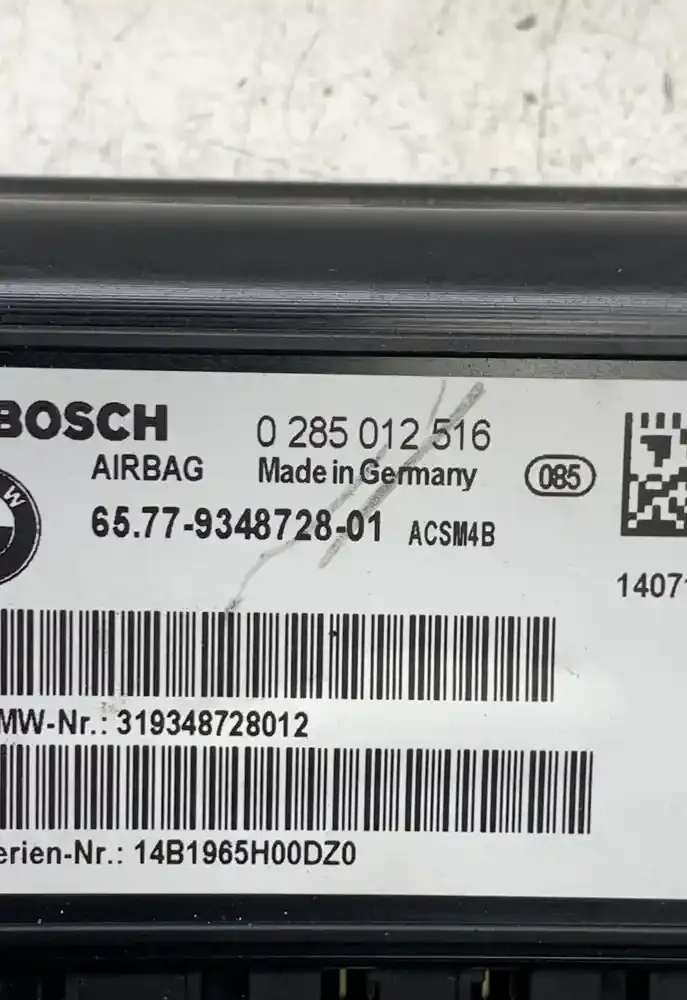 BOSCH 0 285 012 516
AIRBAG Made in Germany 085
65.77-9348728-01 ACSM4B
W
1407
MW-Nr.: 319348728012
erien-Nr.: 14B1965H00DZ0